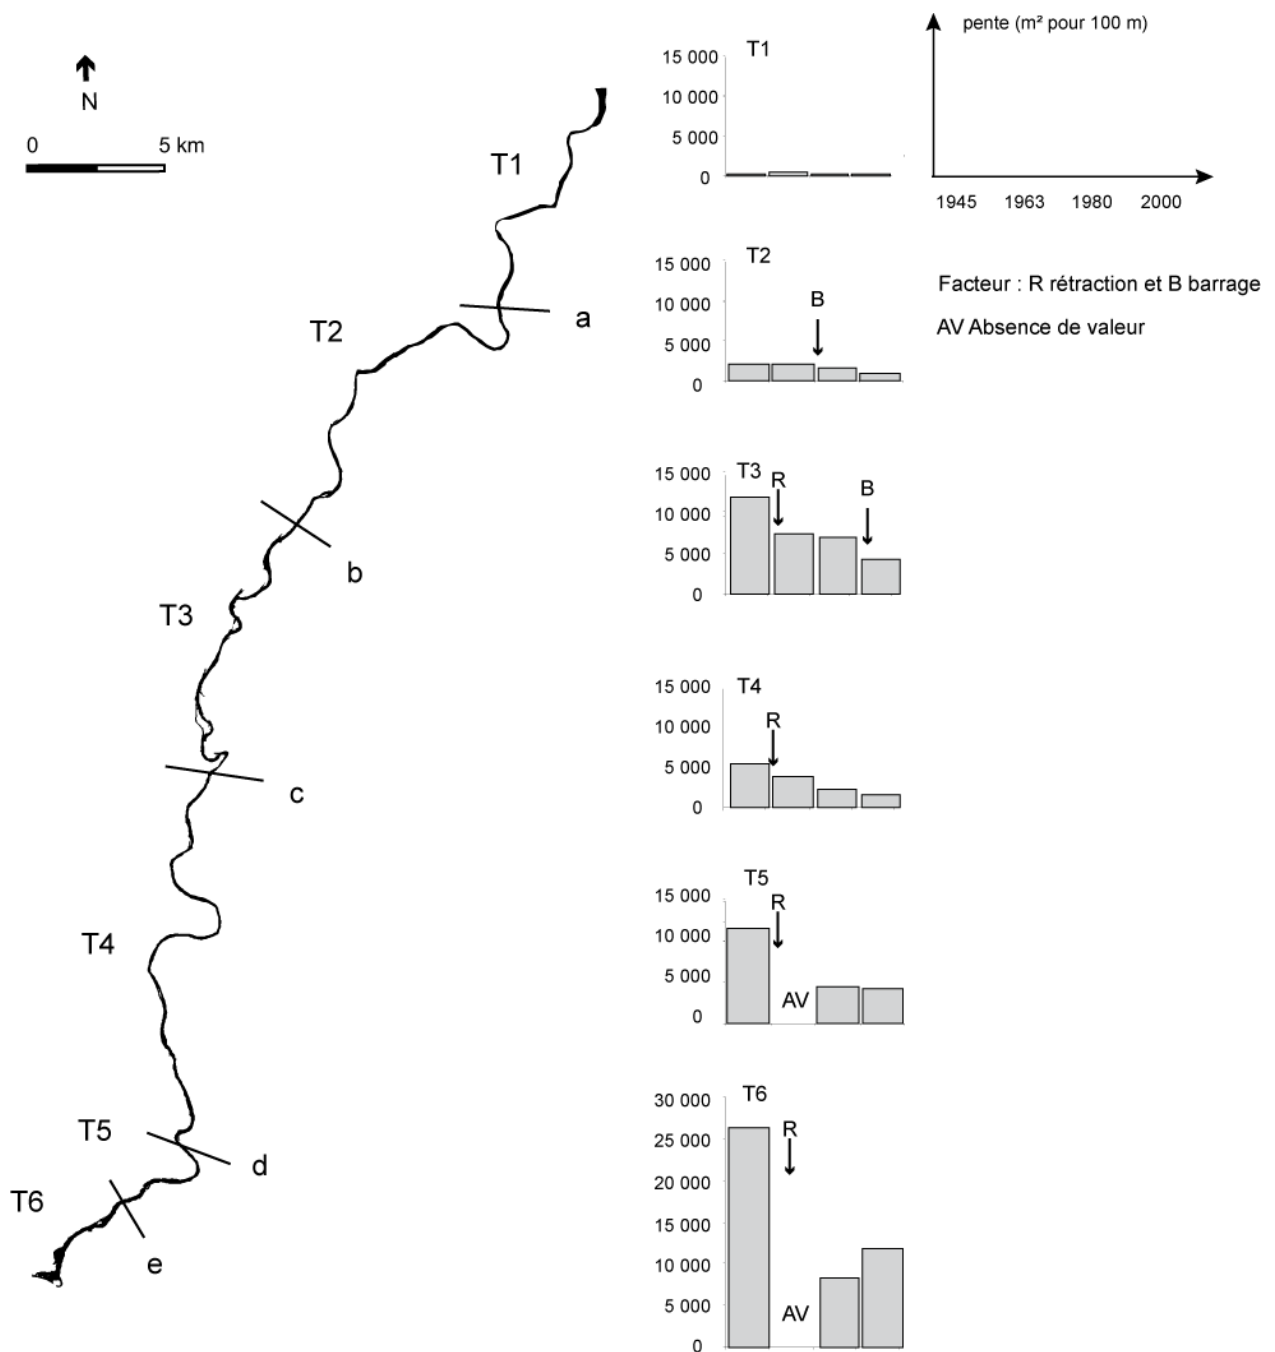 N
0 5 km
T1
a
T2
b
T3
c
T4
T5
d
T6
e
T1
15 000
10 000
5 000
0
pente (m² pour 100 m)
1945 1963 1980 2000
T2
15 000
10 000
5 000
0
B
Facteur : R rétraction et B barrage
AV Absence de valeur
T3
15 000
10 000
5 000
0
R
B
T4
15 000
10 000
5 000
0
R
T5
15 000
10 000
5 000
0
R
AV
T6
30 000
25 000
20 000
15 000
10 000
5 000
0
R
AV